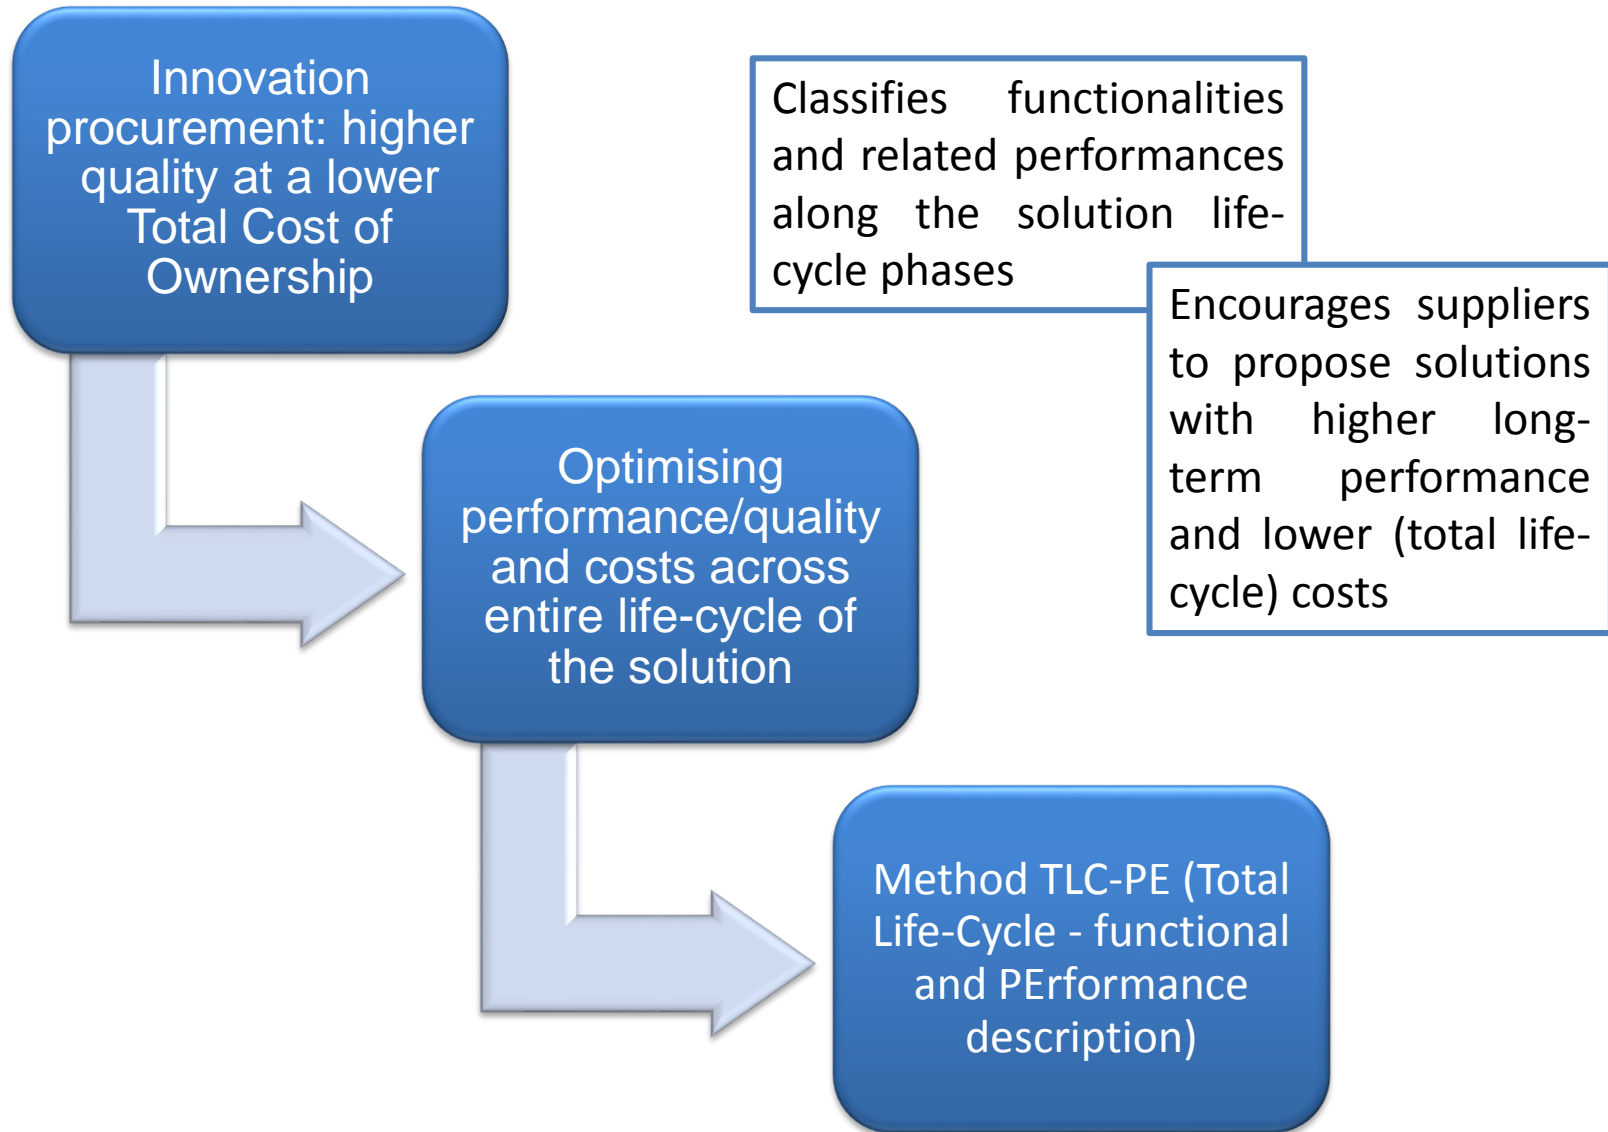 Innovation
procurement: higher
quality at a lower
Total Cost of
Ownership
Classifies functionalities
and related performances
along the solution life-
cycle phases
Encourages suppliers
to propose solutions
with higher long-
term performance
and lower (total life-
cycle) costs
Optimising
performance/quality
and costs across
entire life-cycle of
the solution
Method TLC-PE (Total
Life-Cycle - functional
and PErformance
description)